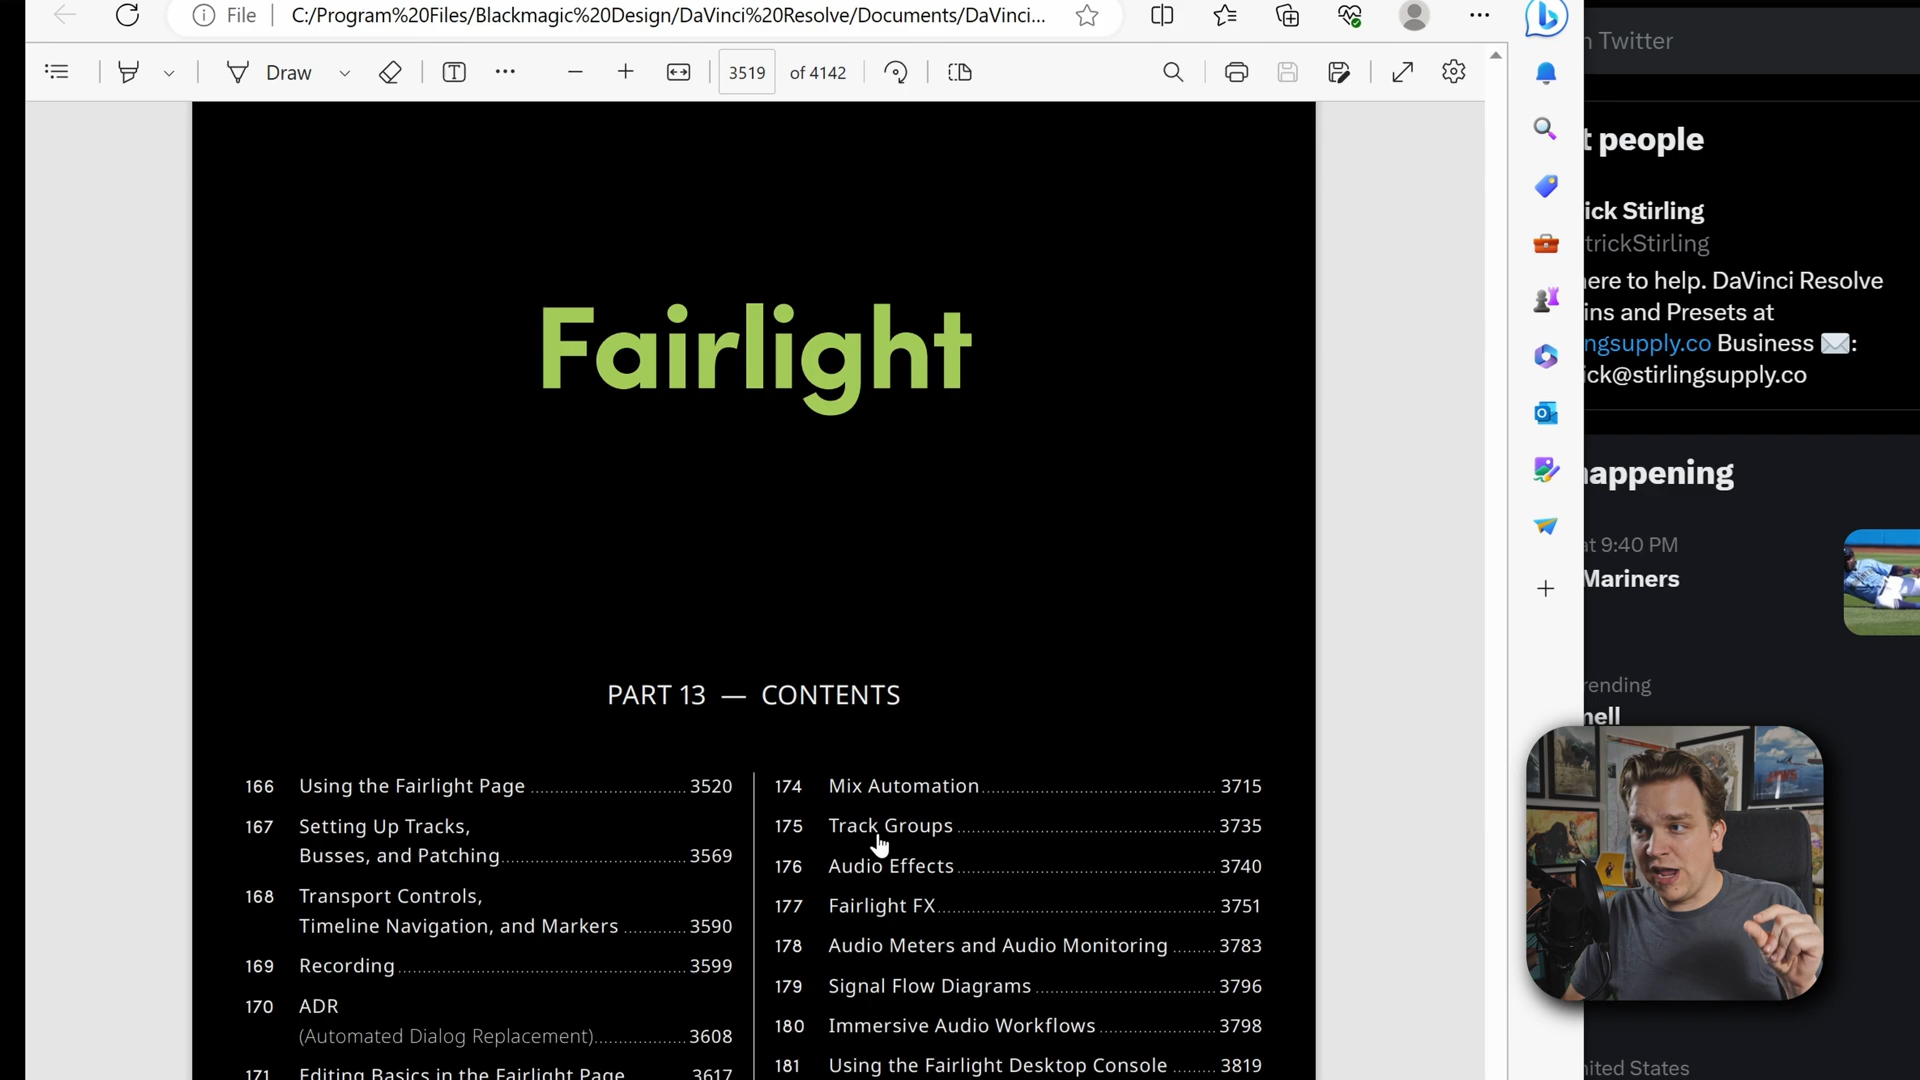 File
C:/Program%20Files/Blackmagic%20Design/DaVinci%20Resolve/Documents/DaVinci...
Draw
3519 of 4142
Fairlight
PART 13 — CONTENTS
166 Using the Fairlight Page 3520
167 Setting Up Tracks,
Busses, and Patching 3569
168 Transport Controls,
Timeline Navigation, and Markers 3590
169 Recording 3599
170 ADR
(Automated Dialog Replacement) 3608
171 Editing Basics in the Fairlight Page 3617
174 Mix Automation 3715
175 Track Groups 3735
176 Audio Effects 3740
177 Fairlight FX 3751
178 Audio Meters and Audio Monitoring 3783
179 Signal Flow Diagrams 3796
180 Immersive Audio Workflows 3798
181 Using the Fairlight Desktop Console 3819
n Twitter
t people
ick Stirling
trickStirling
ere to help. DaVinci Resolve
ins and Presets at
ngsupply.co Business :
ick@stirlingsupply.co
appening
at 9:40 PM
Mariners
rending
nell
nited States
JAWS